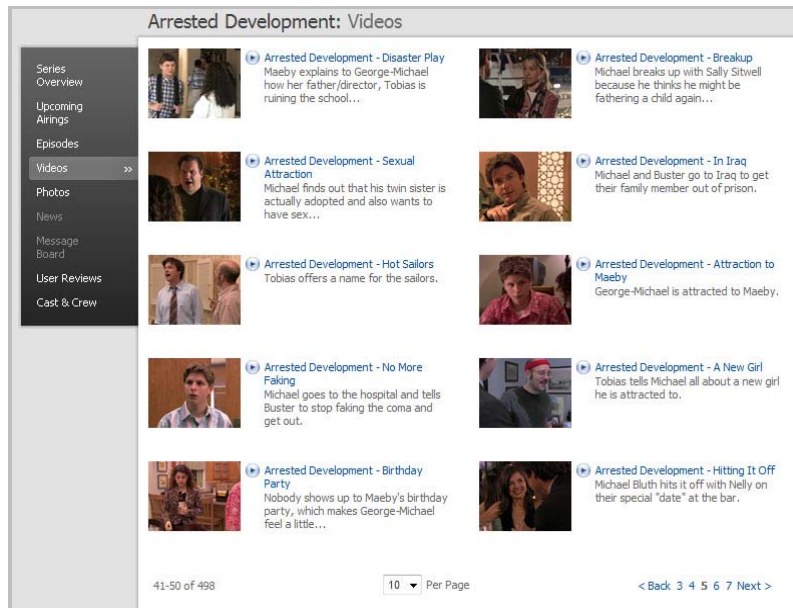 Arrested Development: Videos
Series
Overview
Upcoming
Airings
Episodes
Videos »
Photos
News
Message
Board
User Reviews
Cast & Crew
Arrested Development - Disaster Play
Maeby explains to George-Michael
how her father/director, Tobias is
ruining the school...
Arrested Development - Breakup
Michael breaks up with Sally Sitwell
because he thinks he might be
fathering a child again...
Arrested Development - Sexual
Attraction
Michael finds out that his twin sister is
actually adopted and also wants to
have sex...
Arrested Development - In Iraq
Michael and Buster go to Iraq to get
their family member out of prison.
Arrested Development - Hot Sailors
Tobias offers a name for the sailors.
Arrested Development - Attraction to
Maeby
George-Michael is attracted to Maeby.
Arrested Development - No More
Faking
Michael goes to the hospital and tells
Buster to stop faking the coma and
get out.
Arrested Development - A New Girl
Tobias tells Michael all about a new girl
he is attracted to.
Arrested Development - Birthday
Party
Nobody shows up to Maeby's birthday
party, which makes George-Michael
feel a little...
Arrested Development - Hitting It Off
Michael Bluth hits it off with Nelly on
their special "date" at the bar.
41-50 of 498
10 Per Page
< Back 3 4 5 6 7 Next >